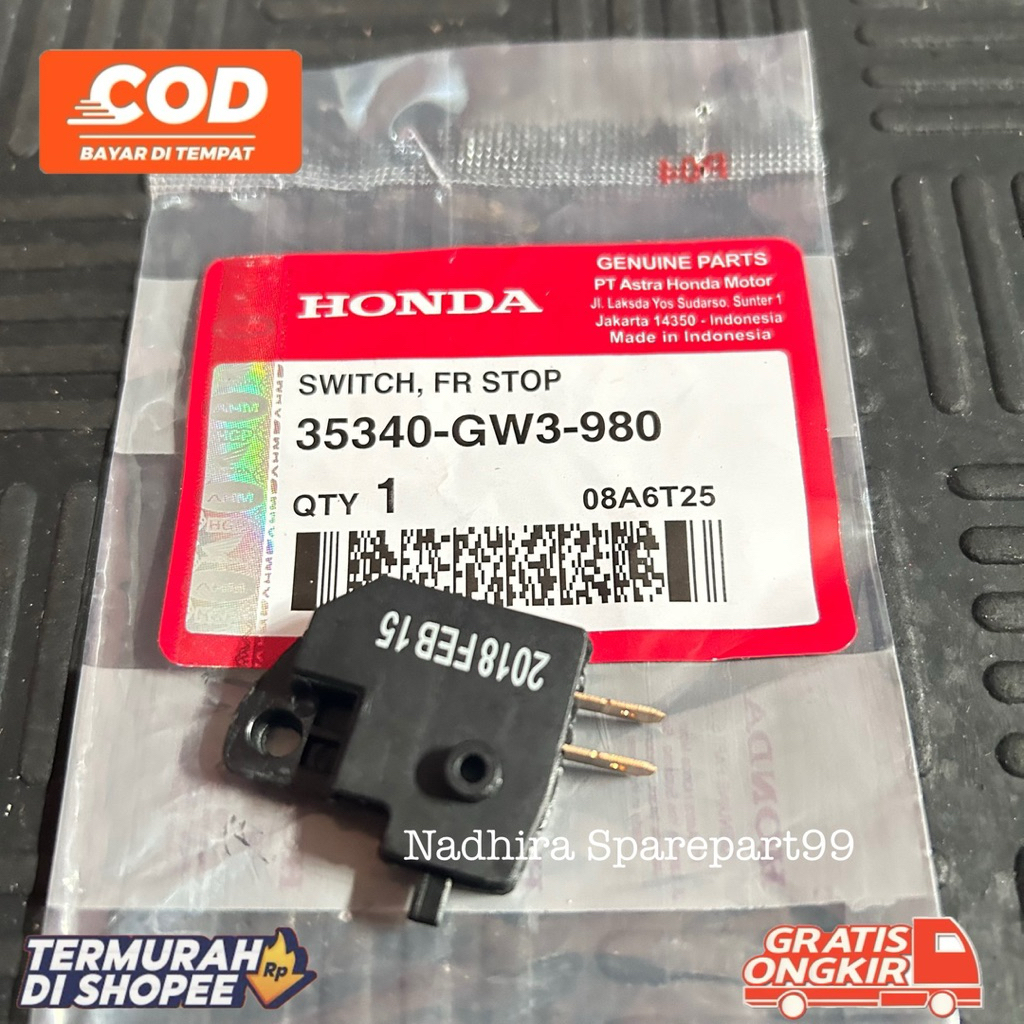 COD
BAYAR DI TEMPAT
HONDA
GENUINE PARTS
PT Astra Honda Motor
Jl. Laksda Yos Sudarso. Sunter 1
Jakarta 14350 - Indonesia
Made in Indonesia
SWITCH, FR STOP
35340-GW3-980
QTY 1
08A6T25
2018 FEB 15
Nadhira Sparepart99
TERMURAH
DI SHOPEE
Rp
GRATIS
ONGKIR